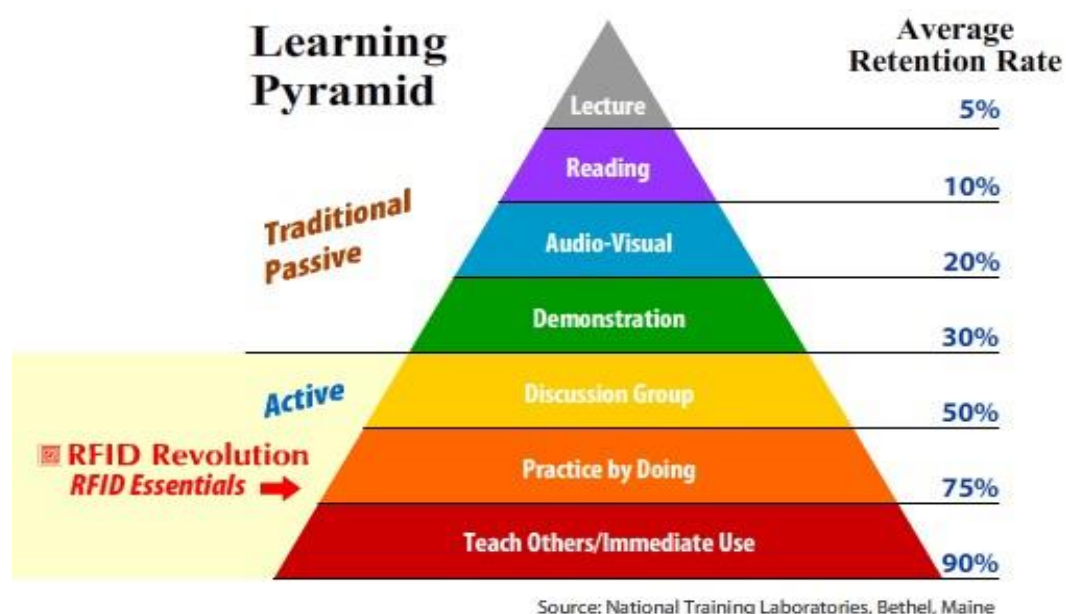 Learning
Pyramid
Average
Retention Rate
Lecture
5%
Reading
10%
Traditional
Passive
Audio-Visual
20%
Demonstration
30%
Active
Discussion Group
50%
RFID Revolution
RFID Essentials
Practice by Doing
75%
Teach Others/Immediate Use
90%
Source: National Training Laboratories, Bethel, Maine